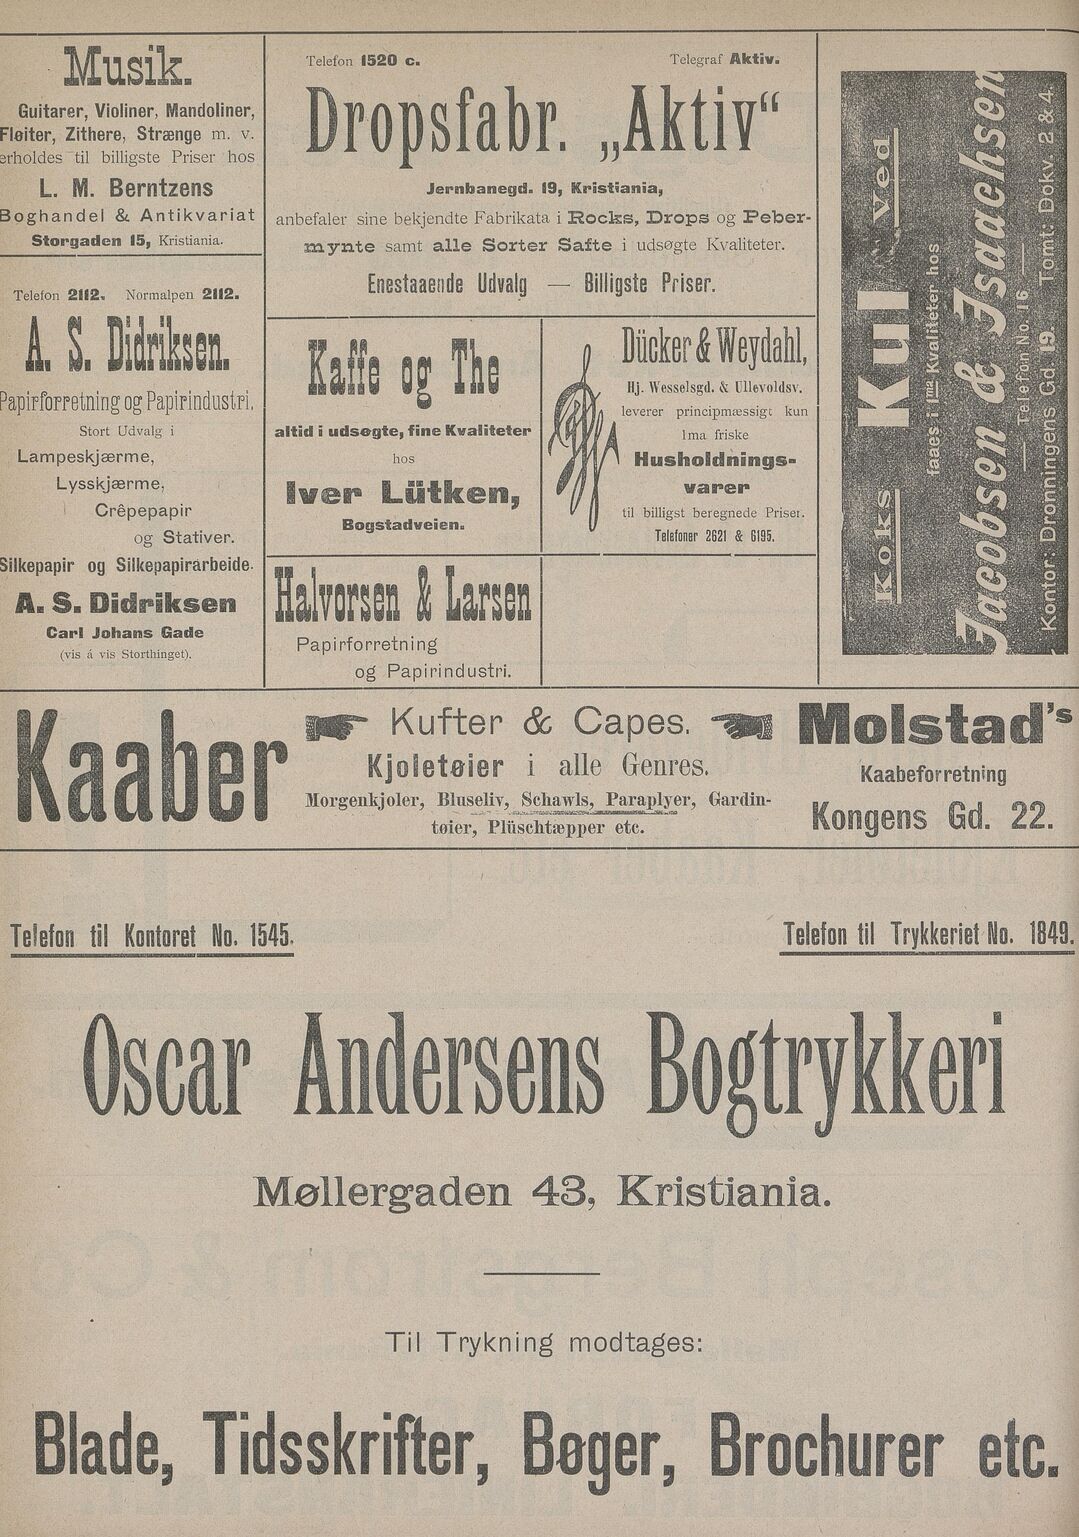 Musik.
Guitarer, Violiner, Mandoliner,
Fløiter, Zithere, Strænge m. v.
erholdes til billigste Priser hos
L. M. Berntzens
Boghandel & Antikvariat
Storgaden 15, Kristiania.
Telefon 2112. Normalpen 2112.
A. S. Didriksen.
Papirforretning og Papirindustri.
Stort Udvalg i
Lampeskjærme,
Lysskjærme,
Crêpepapir
og Stativer.
Silkepapir og Silkepapirarbeide.
A. S. Didriksen
Carl Johans Gade
(vis á vis Storthinget).
Telefon 1520 c. Telegraf Aktiv.
Dropsfabr. „Aktiv“
Jernbanegd. 19, Kristiania,
anbefaler sine bekjendte Fabrikata i Rocks, Drops og Peber-
mynte samt alle Sorter Safte i udsøgte Kvaliteter.
Enestaaende Udvalg — Billigste Priser.
Kaffe og The
altid i udsøgte, fine Kvaliteter
hos
Iver Lütken,
Bogstadveien.
Dücker & Weydahl,
Hj. Wesselsgd. & Ullevoldsv.
leverer principmæssigt kun
1ma friske
Husholdnings-
varer
til billigst beregnede Priser.
Telefoner 2621 & 6195.
Halvorsen & Larsen
Papirforretning
og Papirindustri.
Koks Kul Ved
faaes i 1ma Kvaliteter hos
Jacobsen & Isaachsen
— Telefon No. 16 —
Kontor: Dronningens Gd 19. Tomt: Dokv. 2 & 4.
Kaaber
Kufter & Capes.
Kjoletøier i alle Genres.
Morgenkjoler, Bluseliv, Schawls, Paraplyer, Gardin-
tøier, Plüschtæpper etc.
Molstad's
Kaabeforretning
Kongens Gd. 22.
Telefon til Kontoret No. 1545. Telefon til Trykkeriet No. 1849.
Oscar Andersens Bogtrykkeri
Møllergaden 43, Kristiania.
Til Trykning modtages:
Blade, Tidsskrifter, Bøger, Brochurer etc.